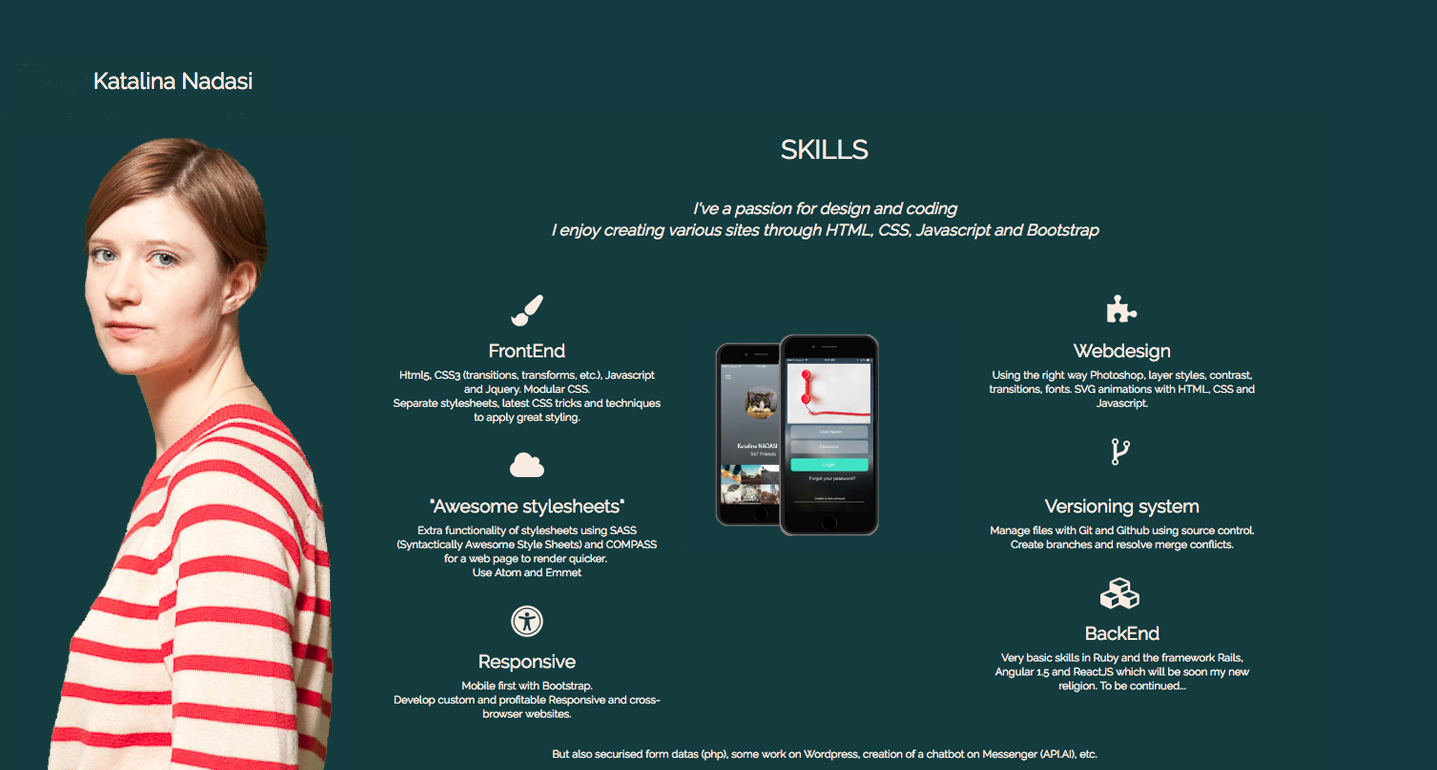 Katalina Nadasi
SKILLS
I've a passion for design and coding
I enjoy creating various sites through HTML, CSS, Javascript and Bootstrap
FrontEnd
Html5, CSS3 (transitions, transforms, etc.), Javascript
and Jquery. Modular CSS.
Separate stylesheets, latest CSS tricks and techniques
to apply great styling.
"Awesome stylesheets"
Extra functionality of stylesheets using SASS
(Syntactically Awesome Style Sheets) and COMPASS
for a web page to render quicker.
Use Atom and Emmet
Responsive
Mobile first with Bootstrap.
Develop custom and profitable Responsive and cross-
browser websites.
Katalina NADASI
547 Friends
User Name
Password
Login
Forgot your password?
Create a new account
Webdesign
Using the right way Photoshop, layer styles, contrast,
transitions, fonts. SVG animations with HTML, CSS and
Javascript.
Versioning system
Manage files with Git and Github using source control.
Create branches and resolve merge conflicts.
BackEnd
Very basic skills in Ruby and the framework Rails,
Angular 1.5 and ReactJS which will be soon my new
religion. To be continued...
But also securised form datas (php), some work on Wordpress, creation of a chatbot on Messenger (API.AI), etc.